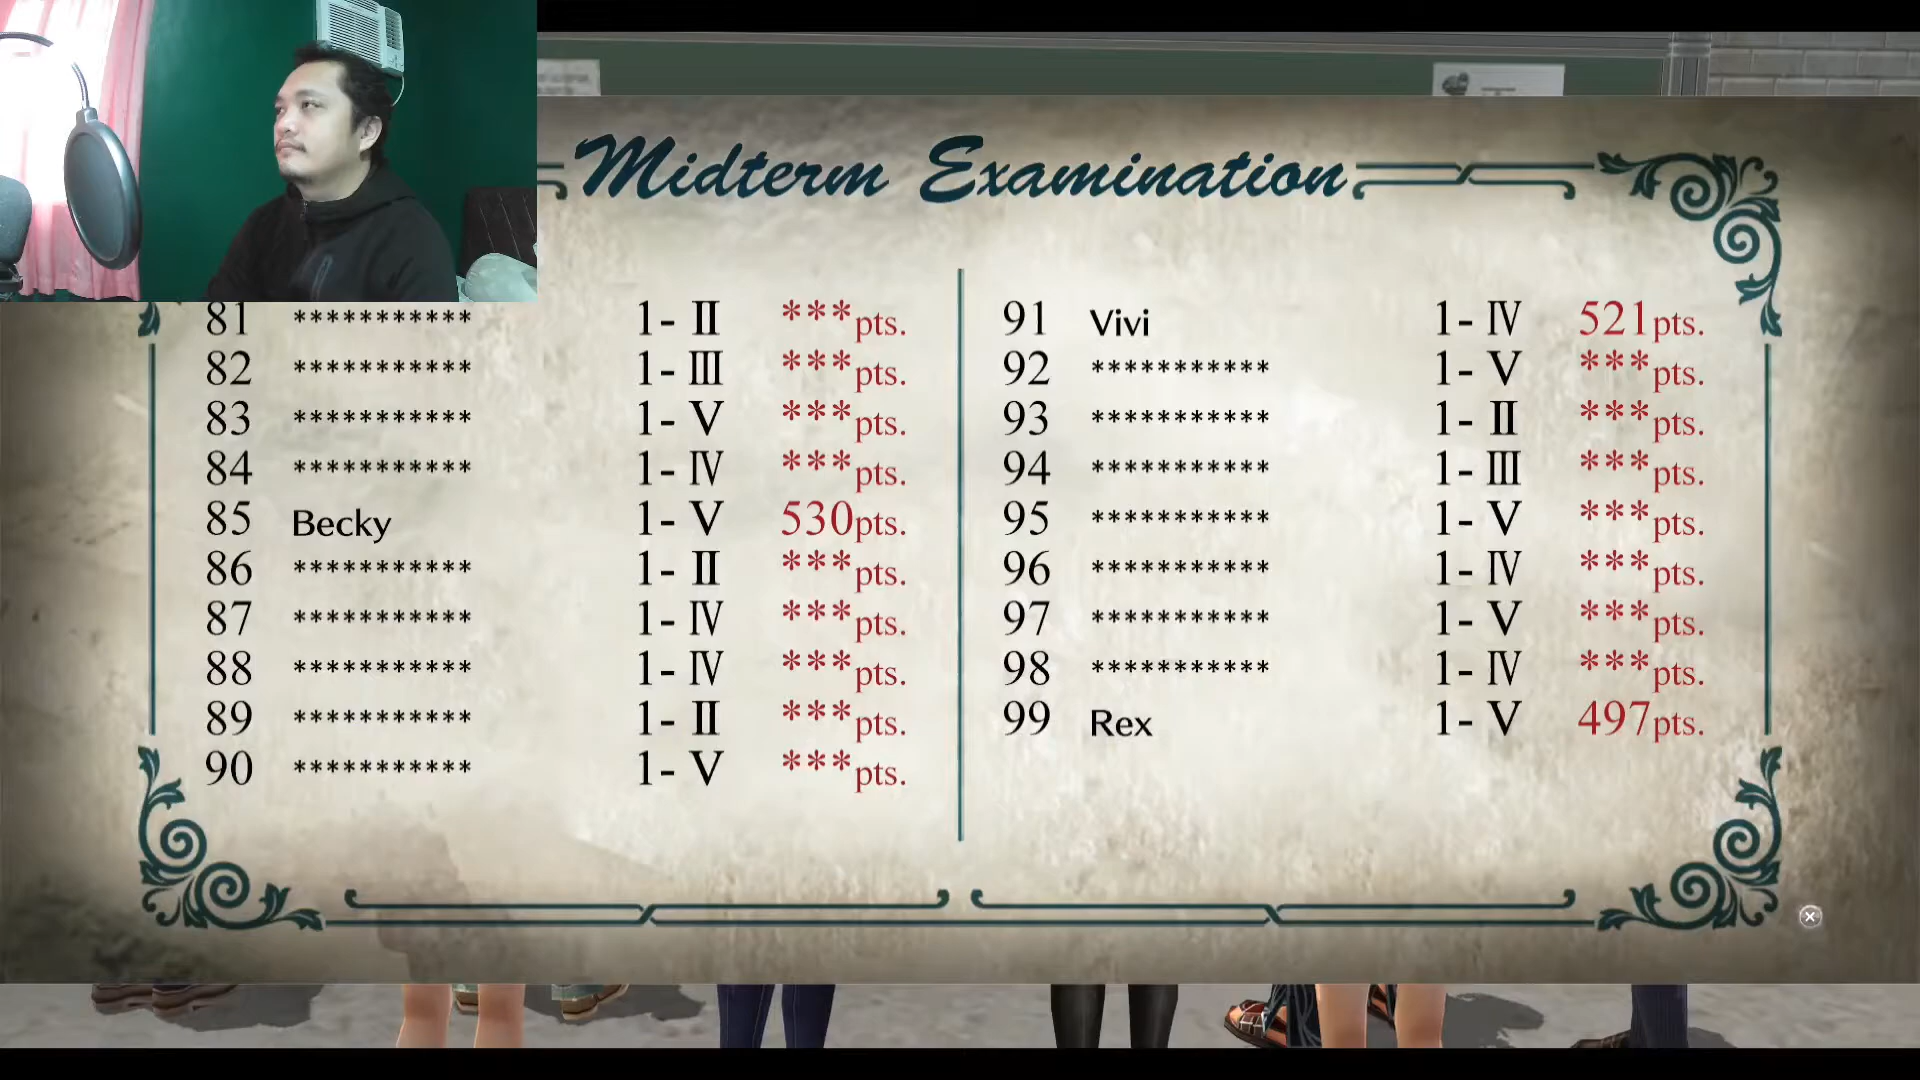 Midterm Examination
81 *********** 1- Ⅱ ***pts.
82 *********** 1- Ⅲ ***pts.
83 *********** 1- Ⅴ ***pts.
84 *********** 1- Ⅳ ***pts.
85 Becky 1- Ⅴ 530pts.
86 *********** 1- Ⅱ ***pts.
87 *********** 1- Ⅳ ***pts.
88 *********** 1- Ⅳ ***pts.
89 *********** 1- Ⅱ ***pts.
90 *********** 1- Ⅴ ***pts.
91 Vivi 1- Ⅳ 521pts.
92 *********** 1- Ⅴ ***pts.
93 *********** 1- Ⅱ ***pts.
94 *********** 1- Ⅲ ***pts.
95 *********** 1- Ⅴ ***pts.
96 *********** 1- Ⅳ ***pts.
97 *********** 1- Ⅴ ***pts.
98 *********** 1- Ⅳ ***pts.
99 Rex 1- Ⅴ 497pts.